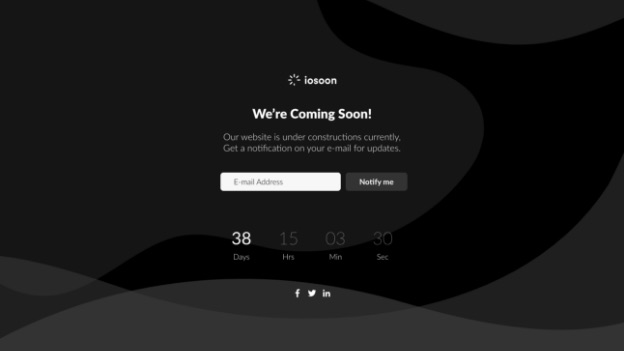 iosoon
We're Coming Soon!
Our website is under constructions currently,
Get a notification on your e-mail for updates.
E-mail Address
Notify me
38 15 03 30
Days Hrs Min Sec